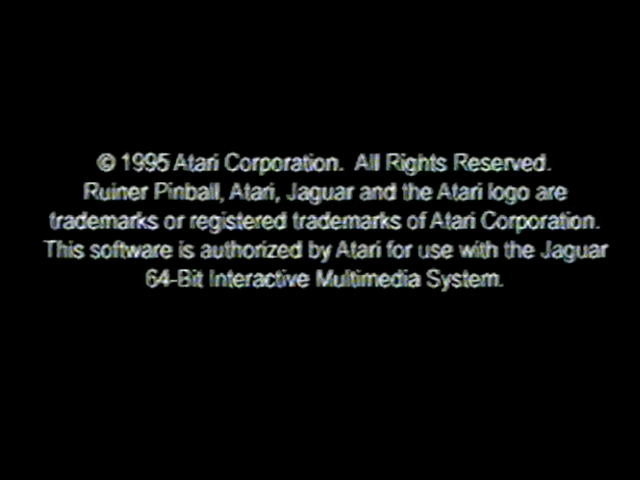 © 1995 Atari Corporation.  All Rights Reserved.
Ruiner Pinball, Atari, Jaguar and the Atari logo are
trademarks or registered trademarks of Atari Corporation.
This software is authorized by Atari for use with the Jaguar
64-Bit Interactive Multimedia System.